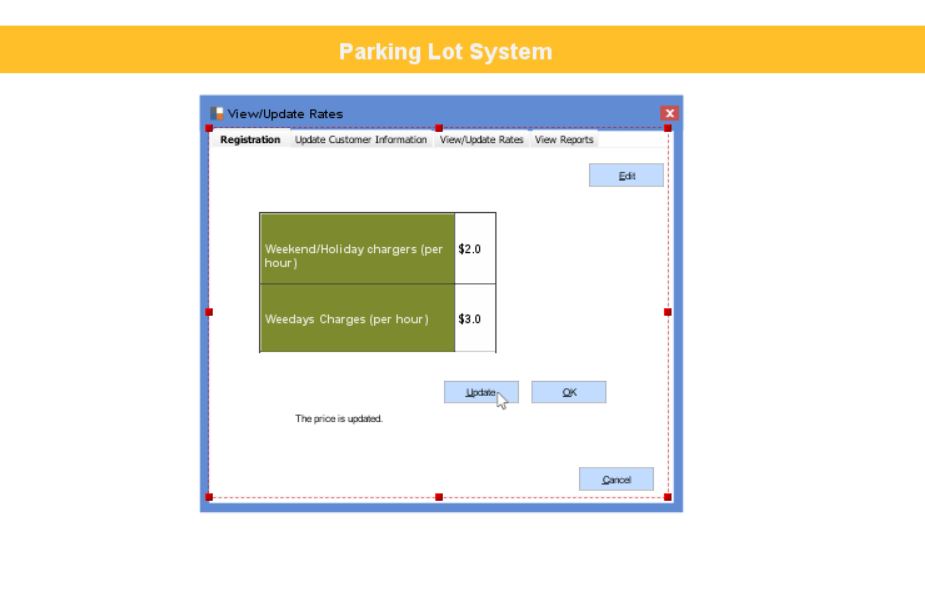 Parking Lot System
View/Update Rates
Registration Update Customer Information View/Update Rates View Reports
Edit
Weekend/Holiday chargers (per
hour)
$2.0
Weedays Charges (per hour)
$3.0
Update
OK
The price is updated.
Cancel